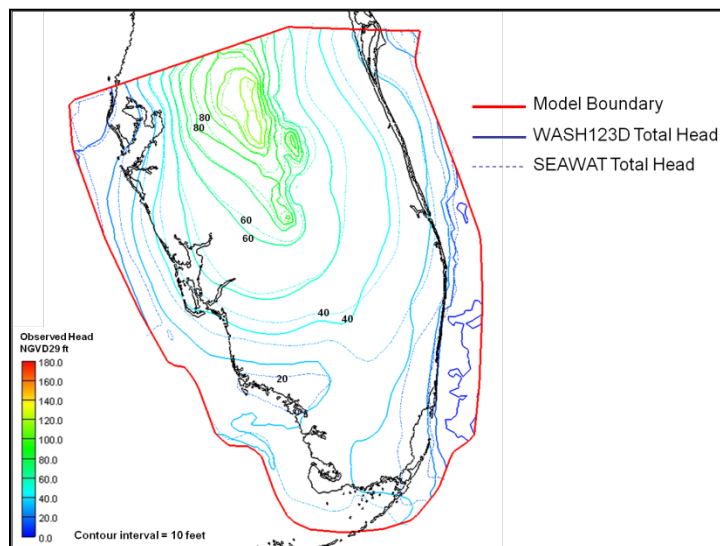 Model Boundary
WASH123D Total Head
SEAWAT Total Head
80
80
60
60
40 40
20
Observed Head
NGVD29 ft
180.0
160.0
140.0
120.0
100.0
80.0
60.0
40.0
20.0
0.0
Contour interval = 10 feet